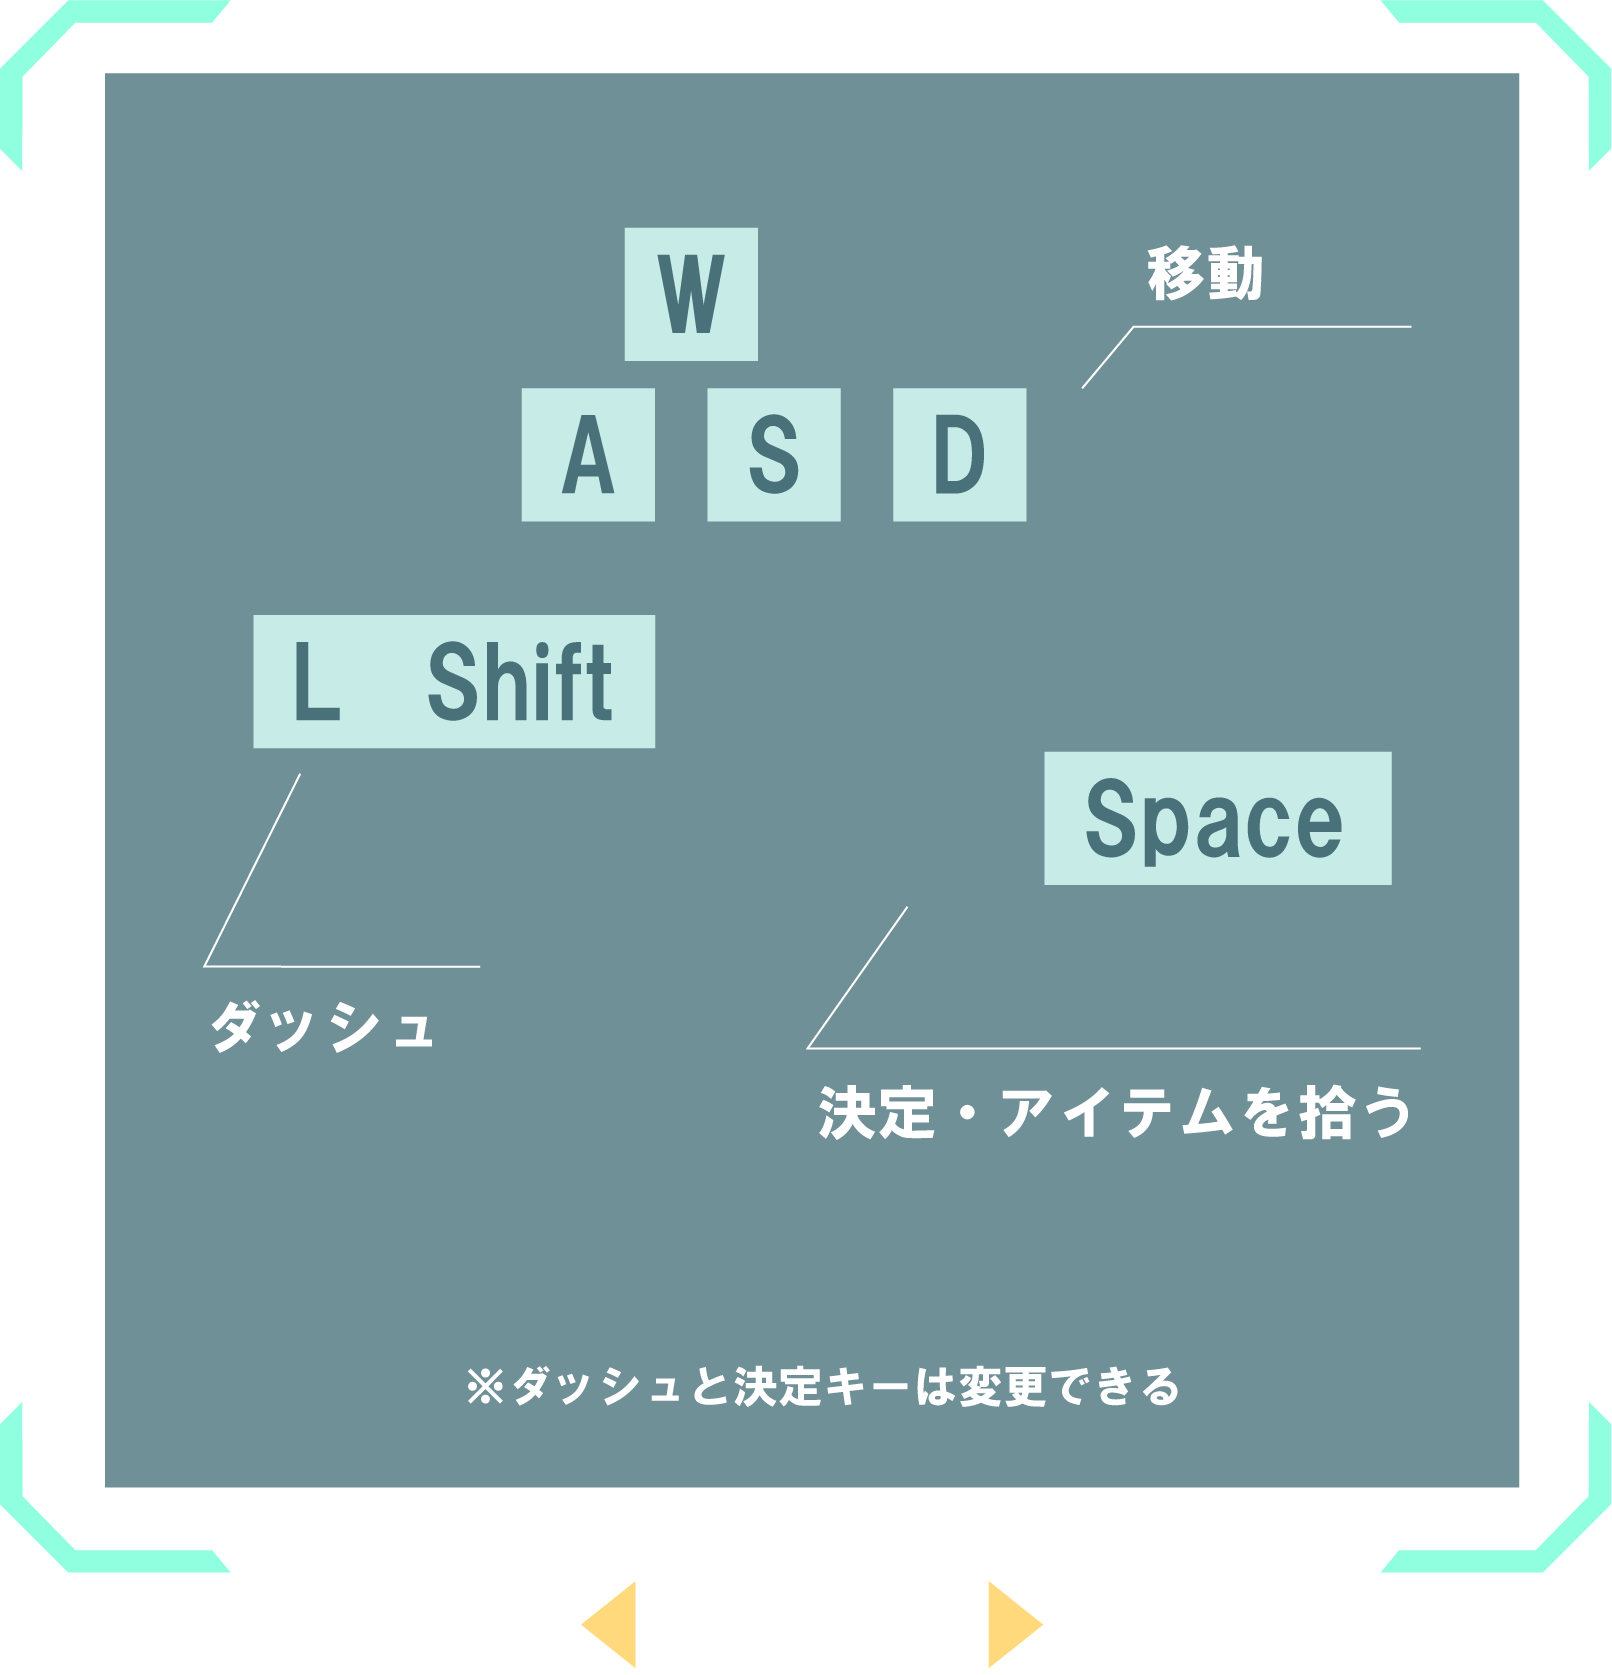 W
移動
A S D
L Shift
Space
ダッシュ
決定・アイテムを拾う
※ダッシュと決定キーは変更できる